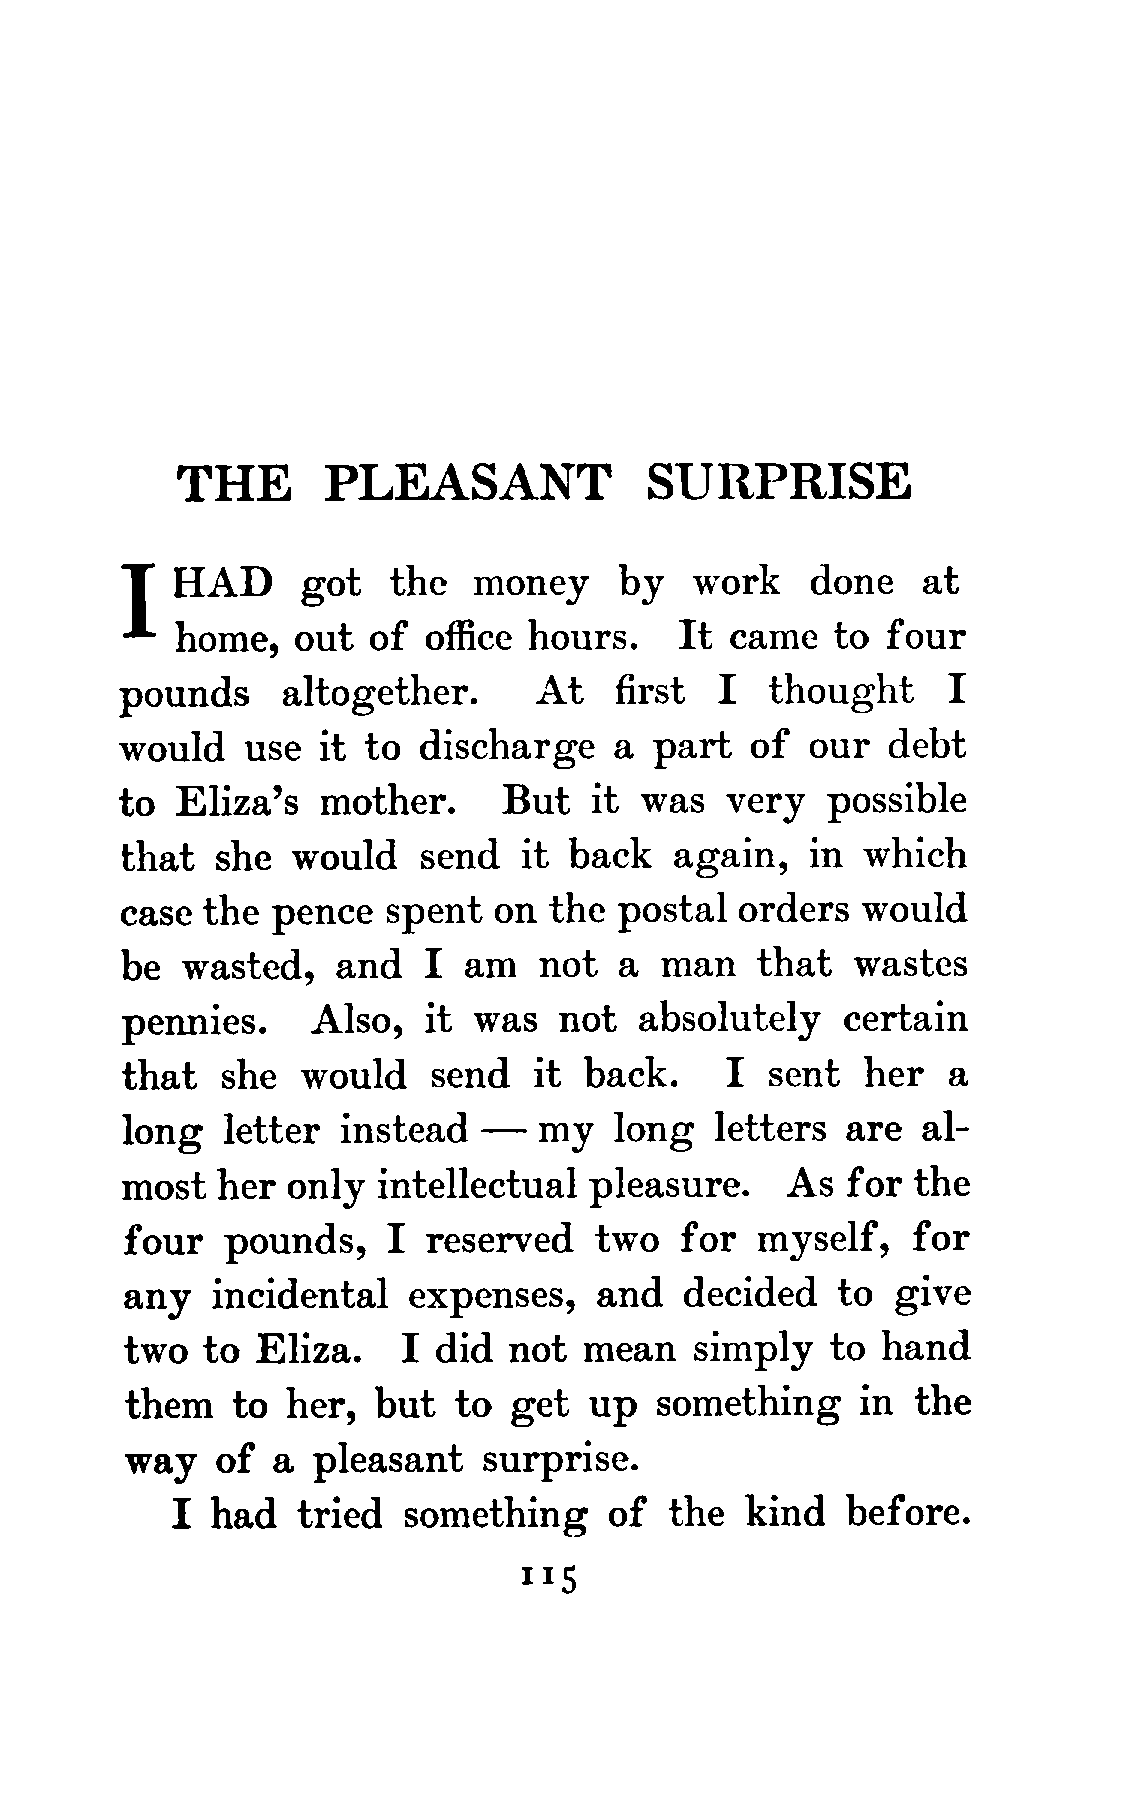 THE PLEASANT SURPRISE
I HAD got the money by work done at
home, out of office hours. It came to four
pounds altogether. At first I thought I
would use it to discharge a part of our debt
to Eliza's mother. But it was very possible
that she would send it back again, in which
case the pence spent on the postal orders would
be wasted, and I am not a man that wastes
pennies. Also, it was not absolutely certain
that she would send it back. I sent her a
long letter instead — my long letters are al-
most her only intellectual pleasure. As for the
four pounds, I reserved two for myself, for
any incidental expenses, and decided to give
two to Eliza. I did not mean simply to hand
them to her, but to get up something in the
way of a pleasant surprise.
I had tried something of the kind before.
115